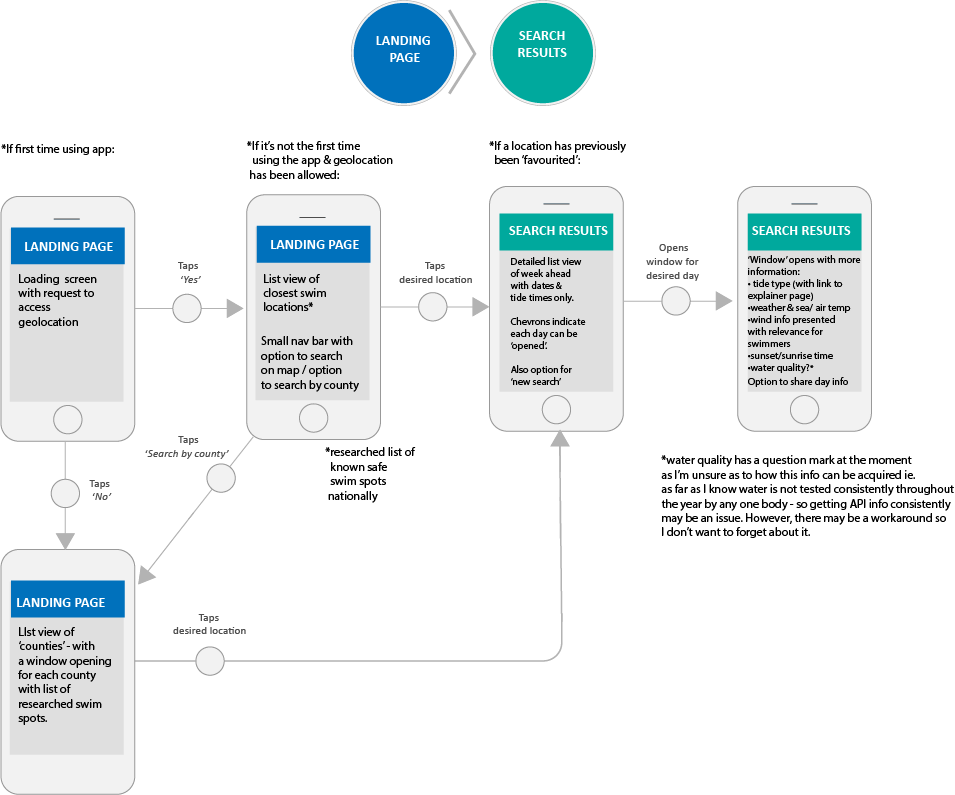 LANDING
PAGE
SEARCH
RESULTS
*If first time using app:
*If it's not the first time
using the app & geolocation
has been allowed:
*If a location has previously
been 'favourited':
LANDING PAGE
Loading screen
with request to
access
geolocation
Taps
'Yes'
LANDING PAGE
List view of
closest swim
locations*
Small nav bar with
option to search
on map / option
to search by county
Taps
desired location
SEARCH RESULTS
Detailed list view
of week ahead
with dates &
tide times only.
Chevrons indicate
each day can be
'opened'.
Also option for
'new search'
Opens
window for
desired day
SEARCH RESULTS
'Window' opens with more
information:
• tide type (with link to
explainer page)
•weather & sea/ air temp
•wind info presented
with relevance for
swimmers
•sunset/sunrise time
•water quality?*
Option to share day info
Taps
'No'
Taps
'Search by county'
*researched list of
known safe
swim spots
nationally
*water quality has a question mark at the moment
as I'm unsure as to how this info can be acquired ie.
as far as I know water is not tested consistently throughout
the year by any one body - so getting API info consistently
may be an issue. However, there may be a workaround so
I don't want to forget about it.
LANDING PAGE
LIst view of
'counties' - with
a window opening
for each county
with list of
researched swim
spots.
Taps
desired location